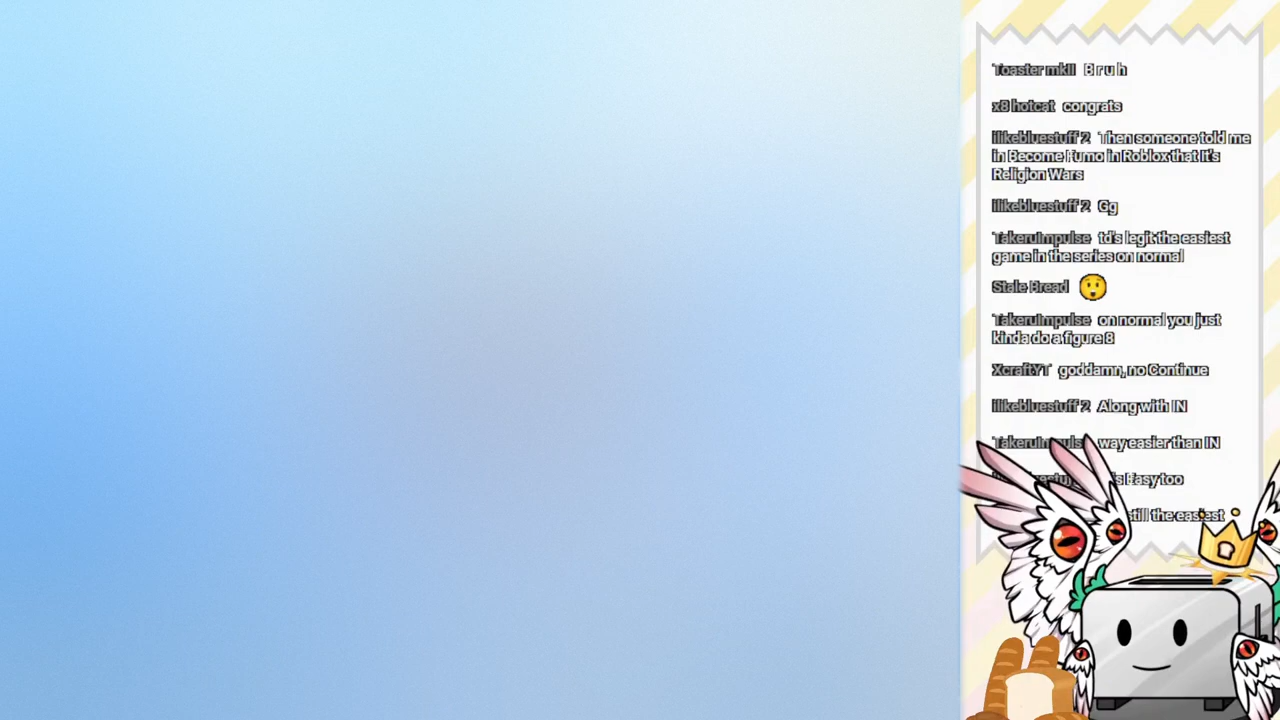 Toaster mkII B r u h
x8 hotcat congrats
ilikebluestuff 2 Then someone told me
in Become Fumo in Roblox that It's
Religion Wars
ilikebluestuff 2 Gg
TakeruImpulse td's legit the easiest
game in the series on normal
Stale Bread 😲
TakeruImpulse on normal you just
kinda do a figure 8
XcraftYT goddamn, no Continue
ilikebluestuff 2 Along with IN
TakeruImpulse way easier than IN
Easy too
still the easiest